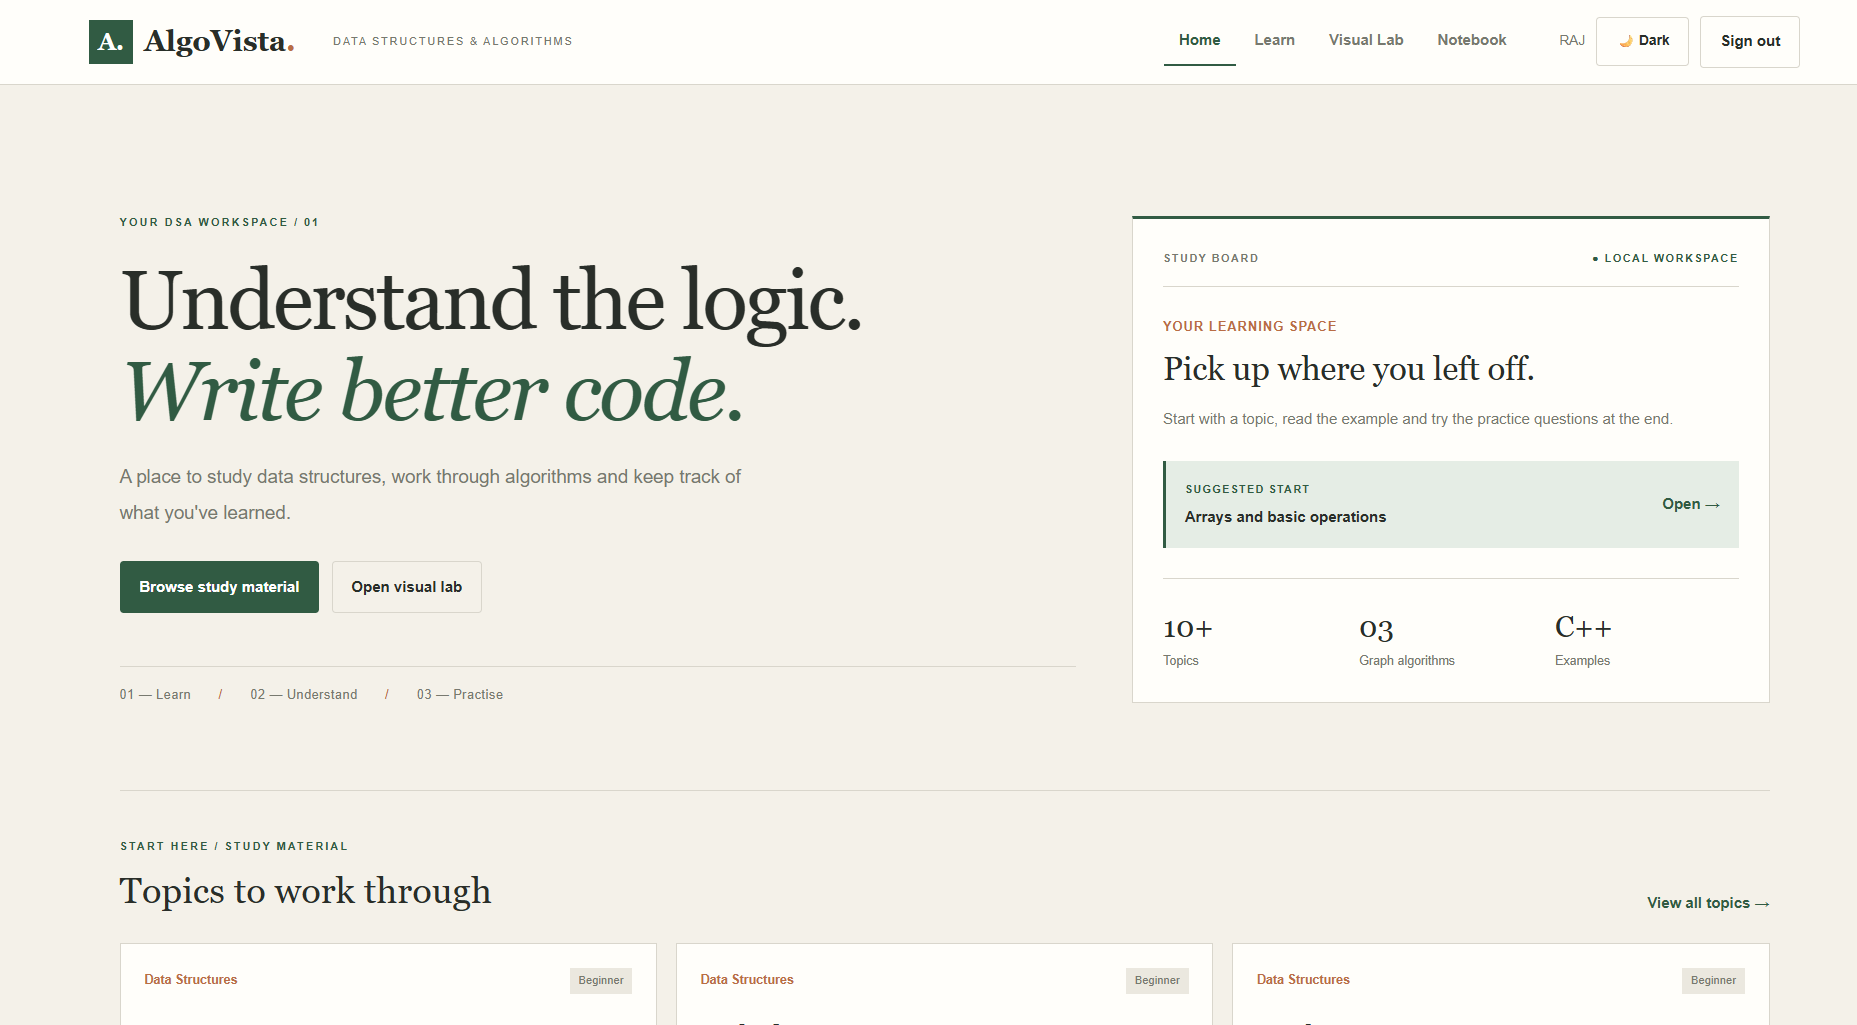 A. AlgoVista. DATA STRUCTURES & ALGORITHMS Home Learn Visual Lab Notebook RAJ 🌙 Dark Sign out
YOUR DSA WORKSPACE / 01
Understand the logic.
Write better code.
A place to study data structures, work through algorithms and keep track of
what you've learned.
Browse study material Open visual lab
01 — Learn / 02 — Understand / 03 — Practise
STUDY BOARD ● LOCAL WORKSPACE
YOUR LEARNING SPACE
Pick up where you left off.
Start with a topic, read the example and try the practice questions at the end.
SUGGESTED START
Arrays and basic operations
Open →
10+ 03 C++
Topics Graph algorithms Examples
START HERE / STUDY MATERIAL
Topics to work through
View all topics →
Data Structures Beginner
Data Structures Beginner
Data Structures Beginner